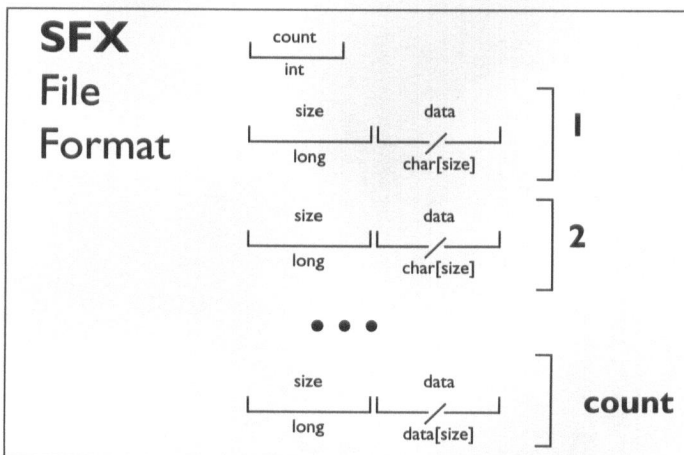 SFX
File
Format
count
int
size data
long char[size]
1
size data
long char[size]
2
• • •
size data
long data[size]
count